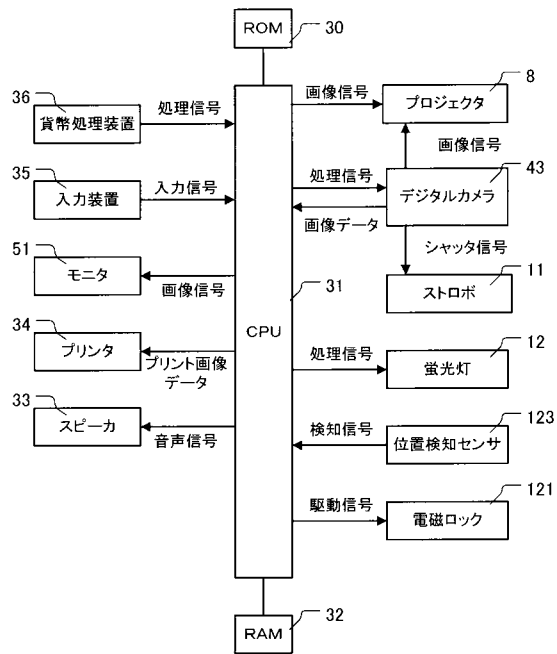 ROM
30
36
貨幣処理装置
処理信号
35
入力装置
入力信号
51
モニタ
画像信号
34
プリンタ
プリント画像
データ
33
スピーカ
音声信号
CPU
31
画像信号
8
プロジェクタ
画像信号
処理信号
43
デジタルカメラ
画像データ
シャッタ信号
11
ストロボ
処理信号
12
蛍光灯
検知信号
123
位置検知センサ
駆動信号
121
電磁ロック
RAM
32